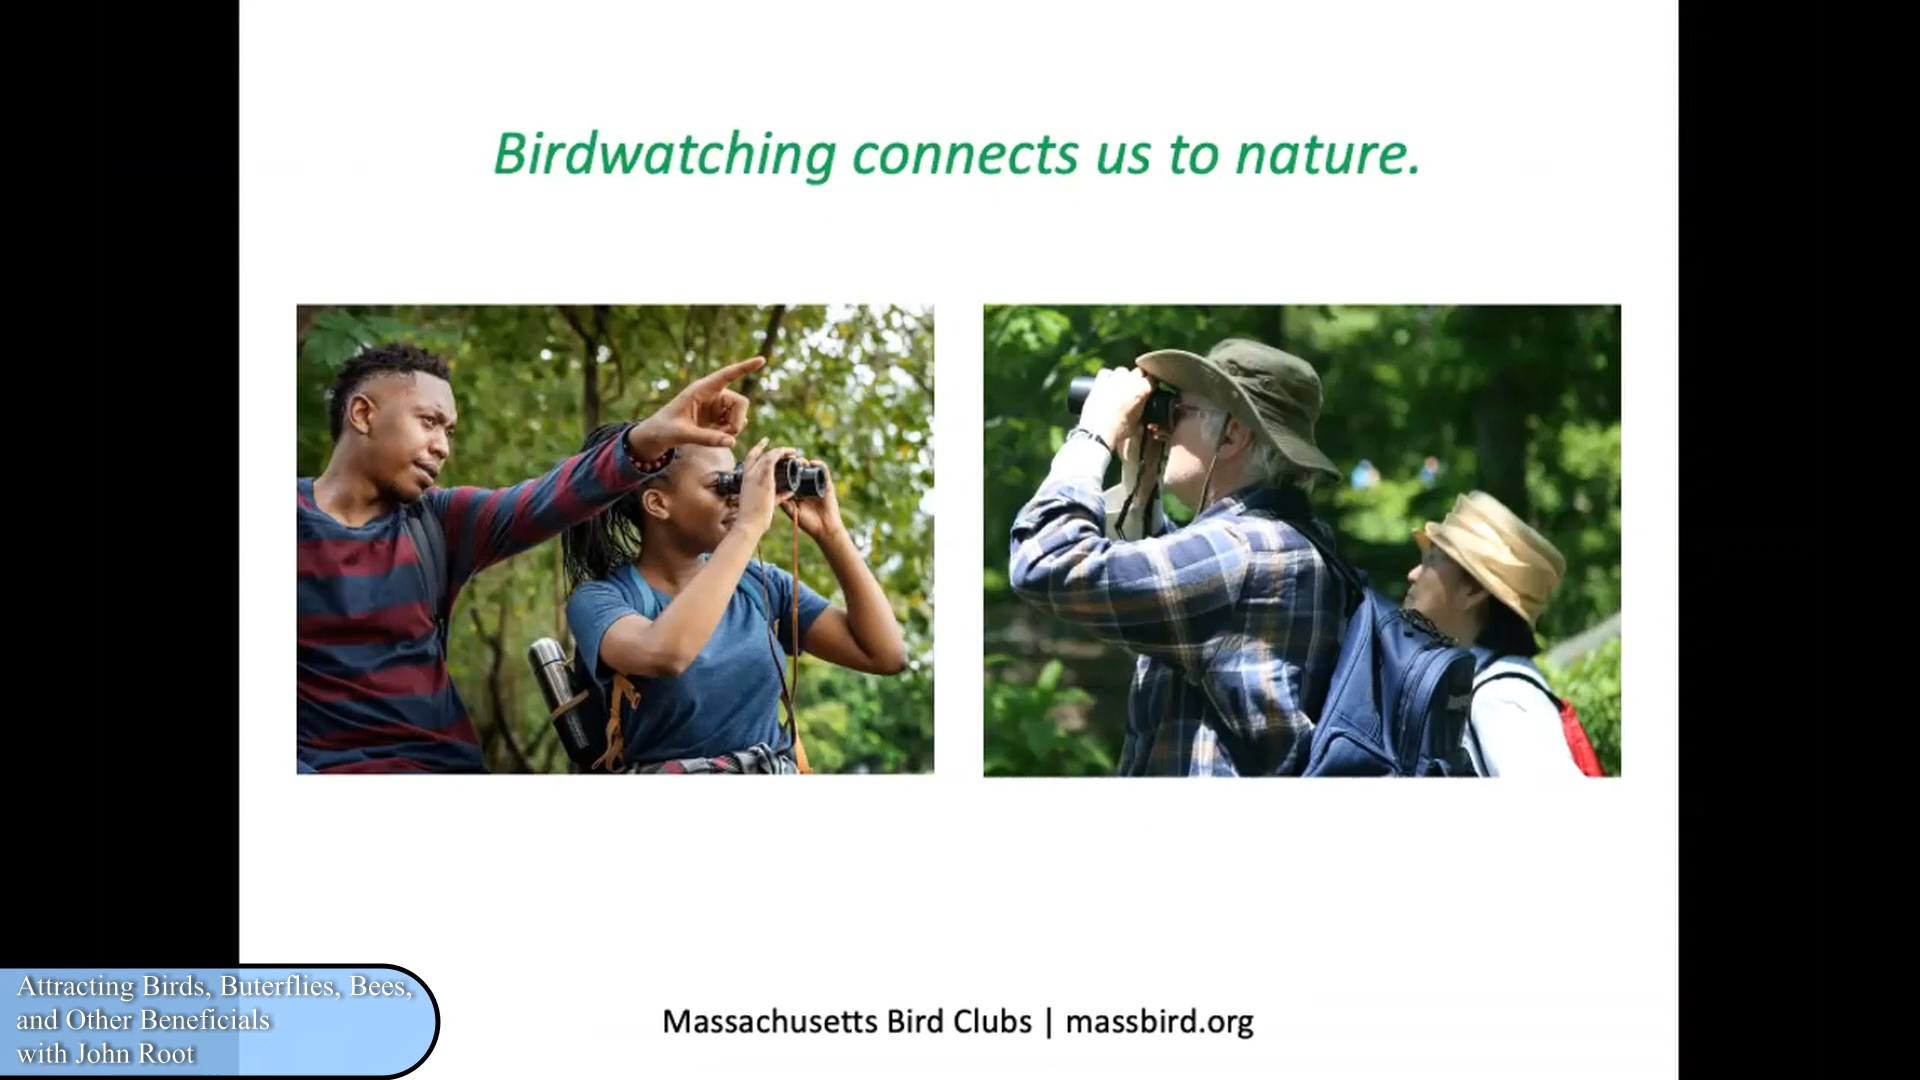 Birdwatching connects us to nature.
Attracting Birds, Buterflies, Bees,
and Other Beneficials
with John Root
Massachusetts Bird Clubs | massbird.org